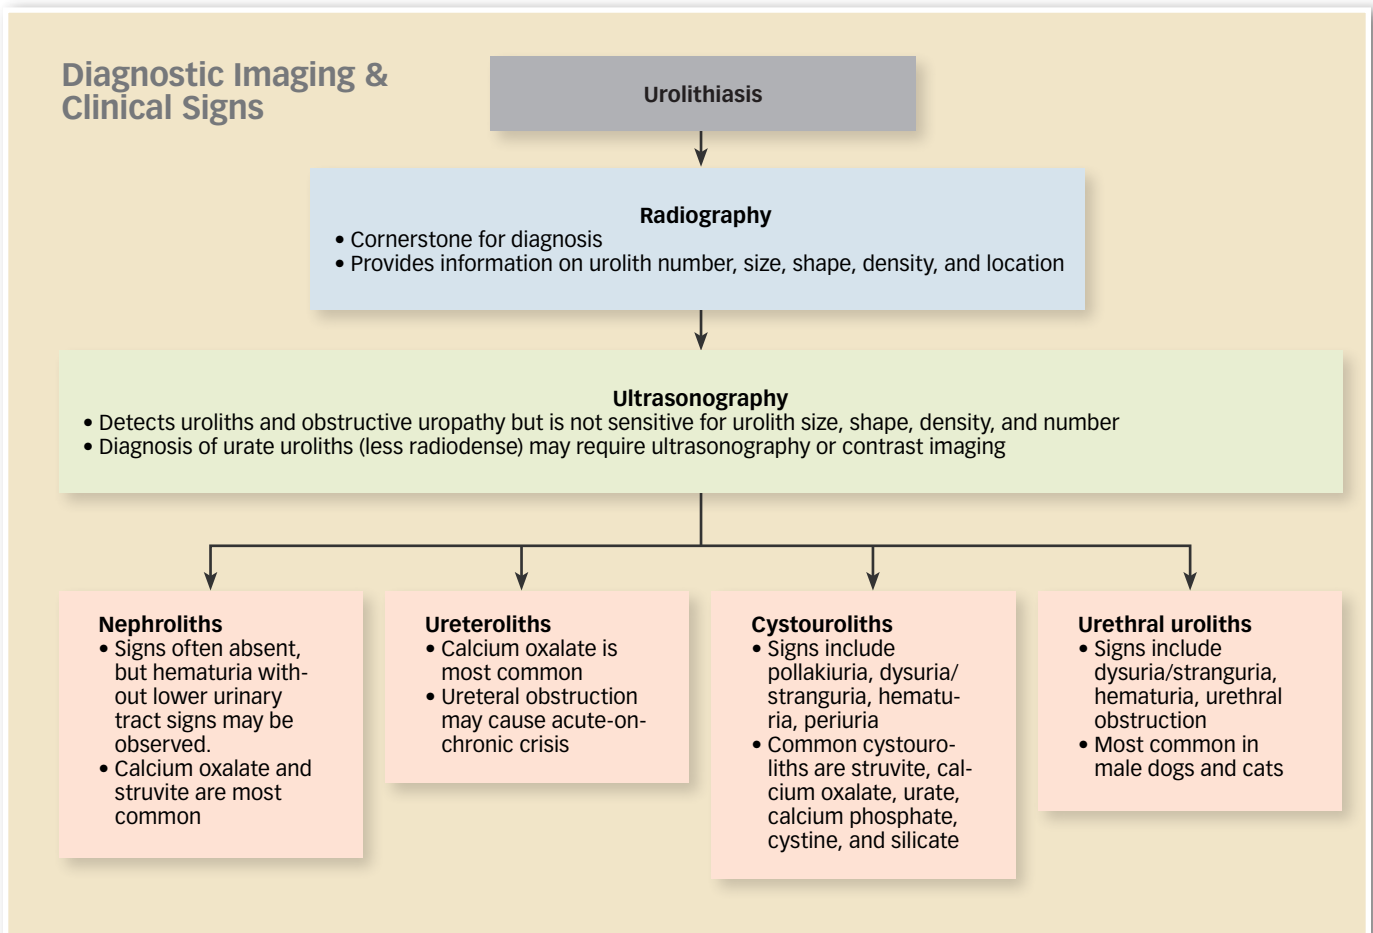 Diagnostic Imaging &
Clinical Signs
Urolithiasis
Radiography
• Cornerstone for diagnosis
• Provides information on urolith number, size, shape, density, and location
Ultrasonography
• Detects uroliths and obstructive uropathy but is not sensitive for urolith size, shape, density, and number
• Diagnosis of urate uroliths (less radiodense) may require ultrasonography or contrast imaging
Nephroliths
• Signs often absent,
but hematuria with-
out lower urinary
tract signs may be
observed.
• Calcium oxalate and
struvite are most
common
Ureteroliths
• Calcium oxalate is
most common
• Ureteral obstruction
may cause acute-on-
chronic crisis
Cystouroliths
• Signs include
pollakiuria, dysuria/
stranguria, hematu-
ria, periuria
• Common cystouro-
liths are struvite, cal-
cium oxalate, urate,
calcium phosphate,
cystine, and silicate
Urethral uroliths
• Signs include
dysuria/stranguria,
hematuria, urethral
obstruction
• Most common in
male dogs and cats